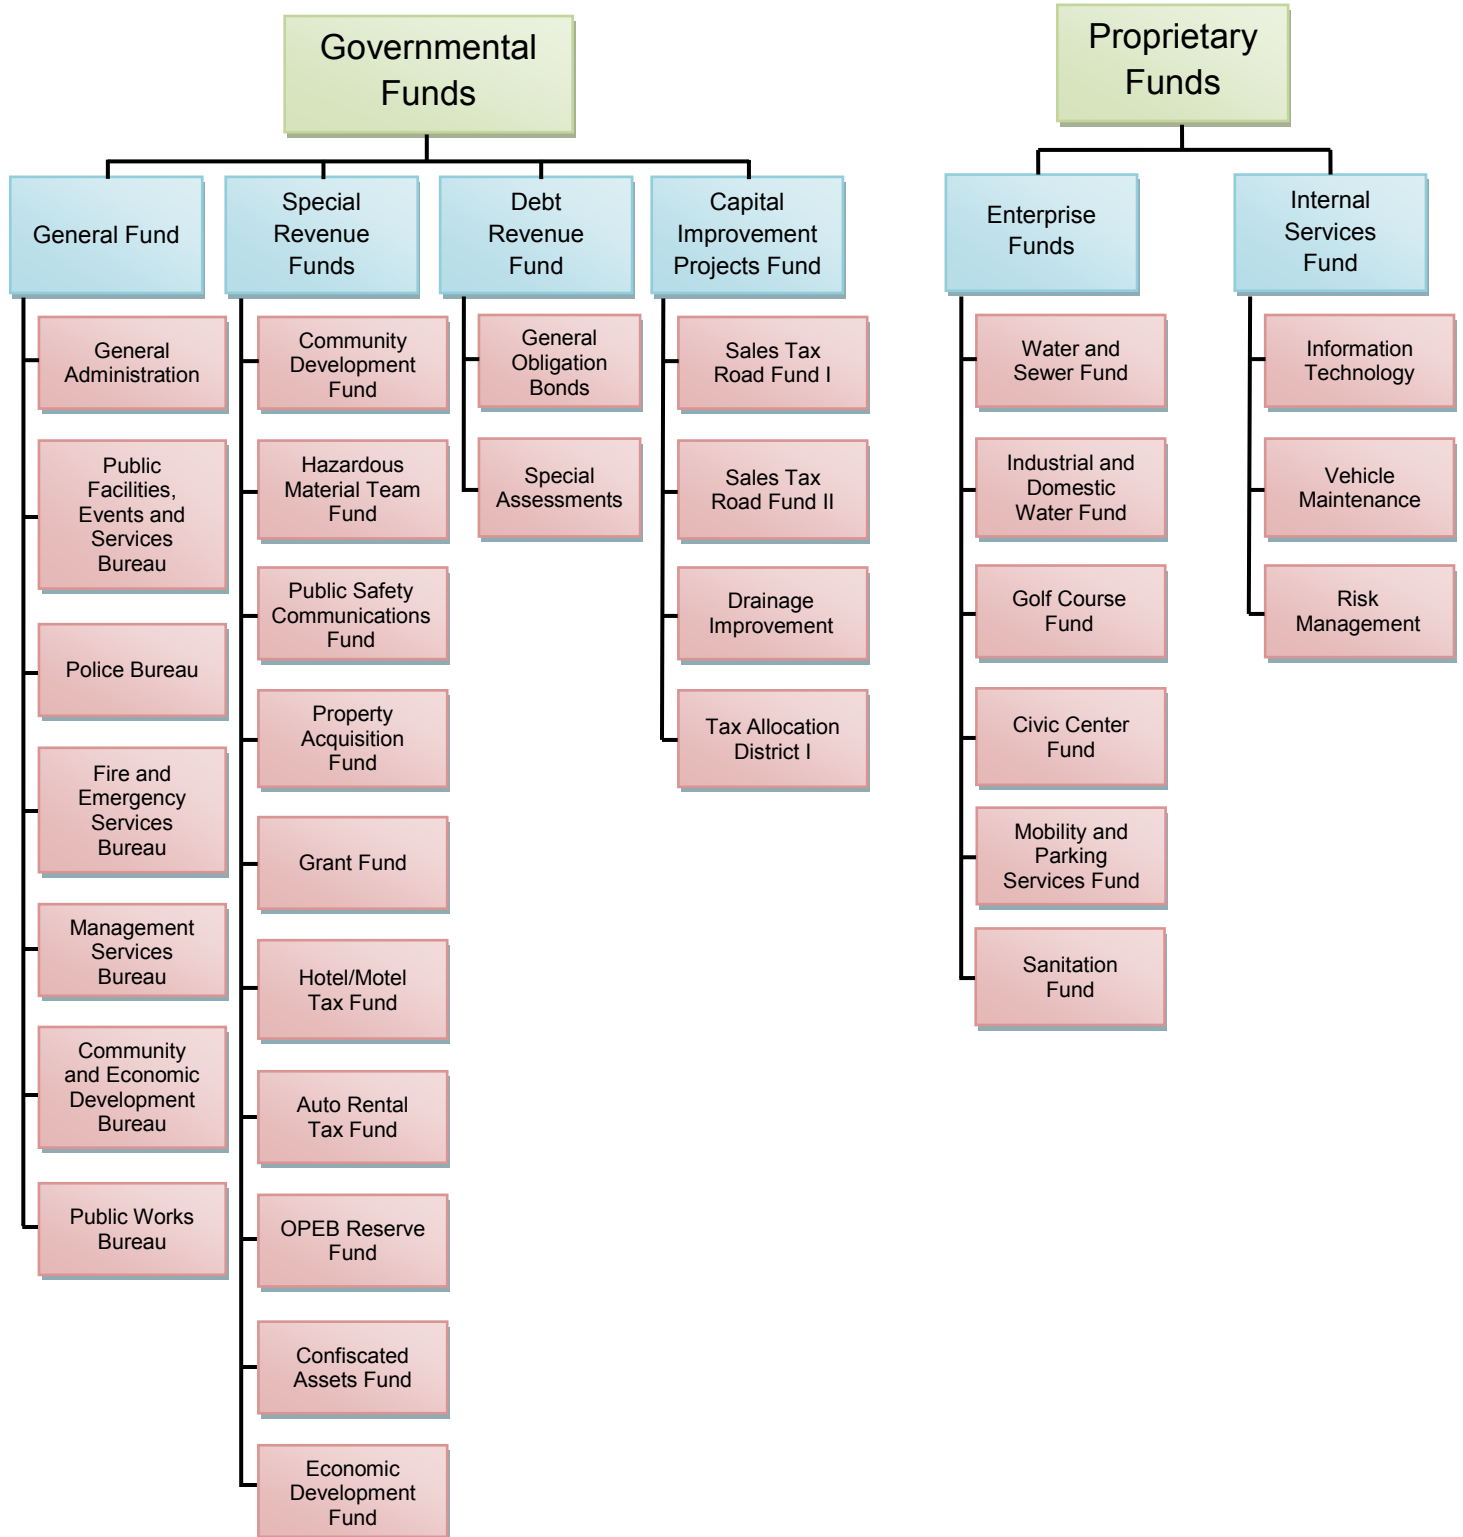 Governmental
Funds
General Fund
General
Administration
Public
Facilities,
Events and
Services
Bureau
Police Bureau
Fire and
Emergency
Services
Bureau
Management
Services
Bureau
Community
and Economic
Development
Bureau
Public Works
Bureau
Special
Revenue
Funds
Community
Development
Fund
Hazardous
Material Team
Fund
Public Safety
Communications
Fund
Property
Acquisition
Fund
Grant Fund
Hotel/Motel
Tax Fund
Auto Rental
Tax Fund
OPEB Reserve
Fund
Confiscated
Assets Fund
Economic
Development
Fund
Debt
Revenue
Fund
General
Obligation
Bonds
Special
Assessments
Capital
Improvement
Projects Fund
Sales Tax
Road Fund I
Sales Tax
Road Fund II
Drainage
Improvement
Tax Allocation
District I
Proprietary
Funds
Enterprise
Funds
Water and
Sewer Fund
Industrial and
Domestic
Water Fund
Golf Course
Fund
Civic Center
Fund
Mobility and
Parking
Services Fund
Sanitation
Fund
Internal
Services
Fund
Information
Technology
Vehicle
Maintenance
Risk
Management